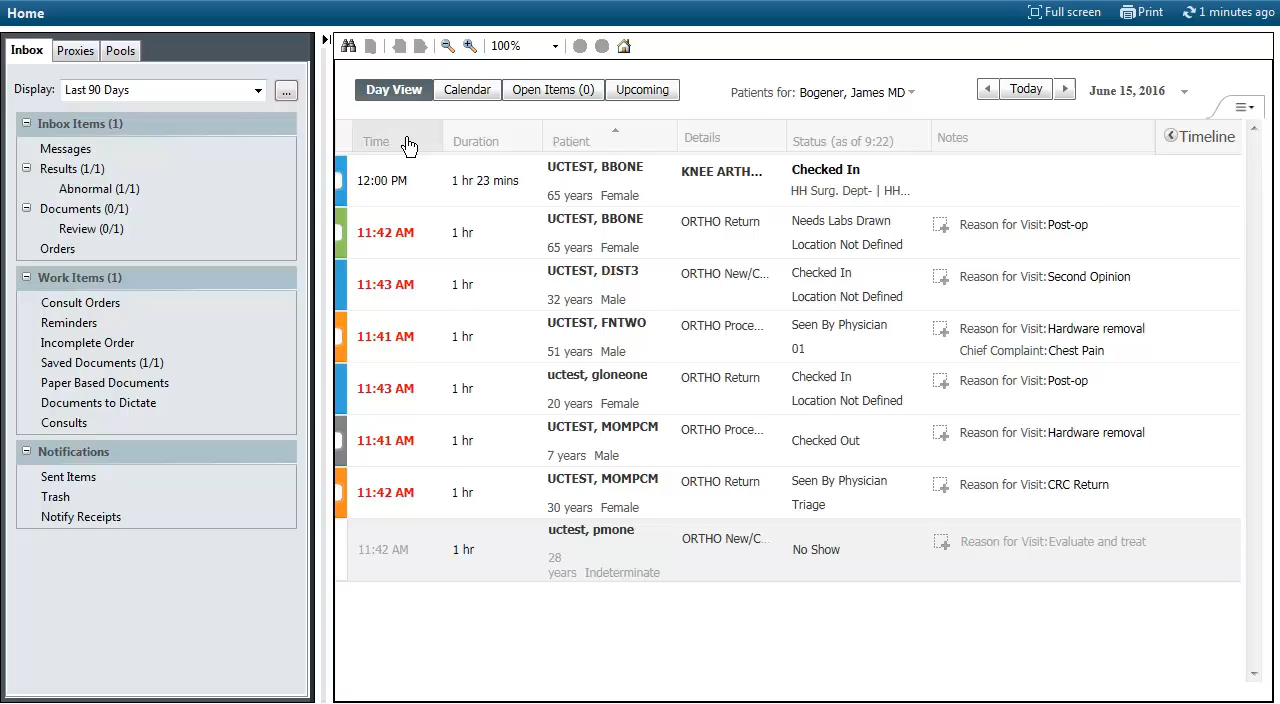 Home
Full screen Print 1 minutes ago
Inbox Proxies Pools
Display: Last 90 Days ...
Inbox Items (1)
Messages
Results (1/1)
Abnormal (1/1)
Documents (0/1)
Review (0/1)
Orders
Work Items (1)
Consult Orders
Reminders
Incomplete Order
Saved Documents (1/1)
Paper Based Documents
Documents to Dictate
Consults
Notifications
Sent Items
Trash
Notify Receipts
100%
Day View Calendar Open Items (0) Upcoming Patients for: Bogener, James MD Today June 15, 2016
Time Duration Patient Details Status (as of 9:22) Notes Timeline
12:00 PM 1 hr 23 mins UCTEST, BBONE KNEE ARTH... Checked In
65 years Female HH Surg. Dept- | HH...
11:42 AM 1 hr UCTEST, BBONE ORTHO Return Needs Labs Drawn Reason for Visit:Post-op
65 years Female Location Not Defined
11:43 AM 1 hr UCTEST, DIST3 ORTHO New/C... Checked In Reason for Visit:Second Opinion
32 years Male Location Not Defined
11:41 AM 1 hr UCTEST, FNTWO ORTHO Proce... Seen By Physician Reason for Visit:Hardware removal
51 years Male 01 Chief Complaint:Chest Pain
11:43 AM 1 hr uctest, gloneone ORTHO Return Checked In Reason for Visit:Post-op
20 years Female Location Not Defined
11:41 AM 1 hr UCTEST, MOMPCM ORTHO Proce... Checked Out Reason for Visit:Hardware removal
7 years Male
11:42 AM 1 hr UCTEST, MOMPCM ORTHO Return Seen By Physician Reason for Visit:CRC Return
30 years Female Triage
11:42 AM 1 hr uctest, pmone ORTHO New/C... No Show Reason for Visit:Evaluate and treat
28
years Indeterminate